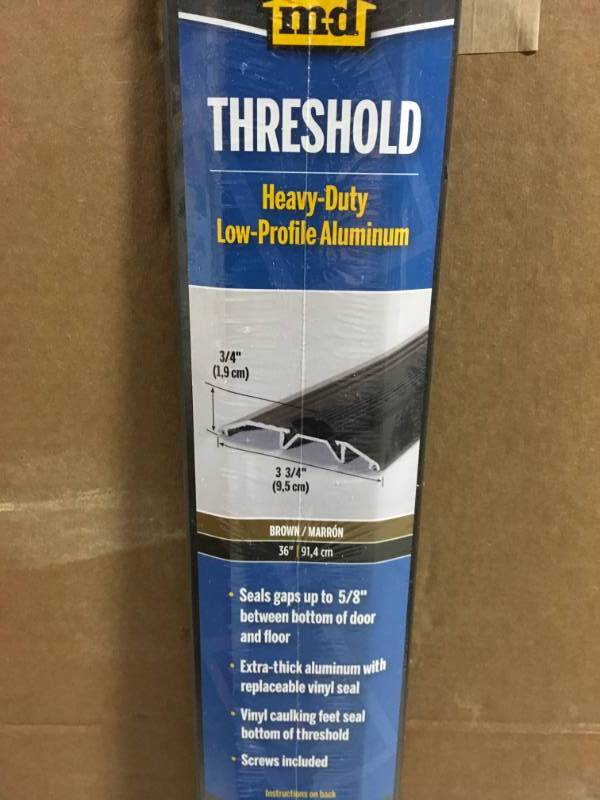 m-d
THRESHOLD
Heavy-Duty
Low-Profile Aluminum
3/4"
(1,9 cm)
3 3/4"
(9,5 cm)
BROWN / MARRÓN
36" | 91,4 cm
• Seals gaps up to 5/8"
between bottom of door
and floor
• Extra-thick aluminum with
replaceable vinyl seal
• Vinyl caulking feet seal
bottom of threshold
• Screws included
Instructions on back